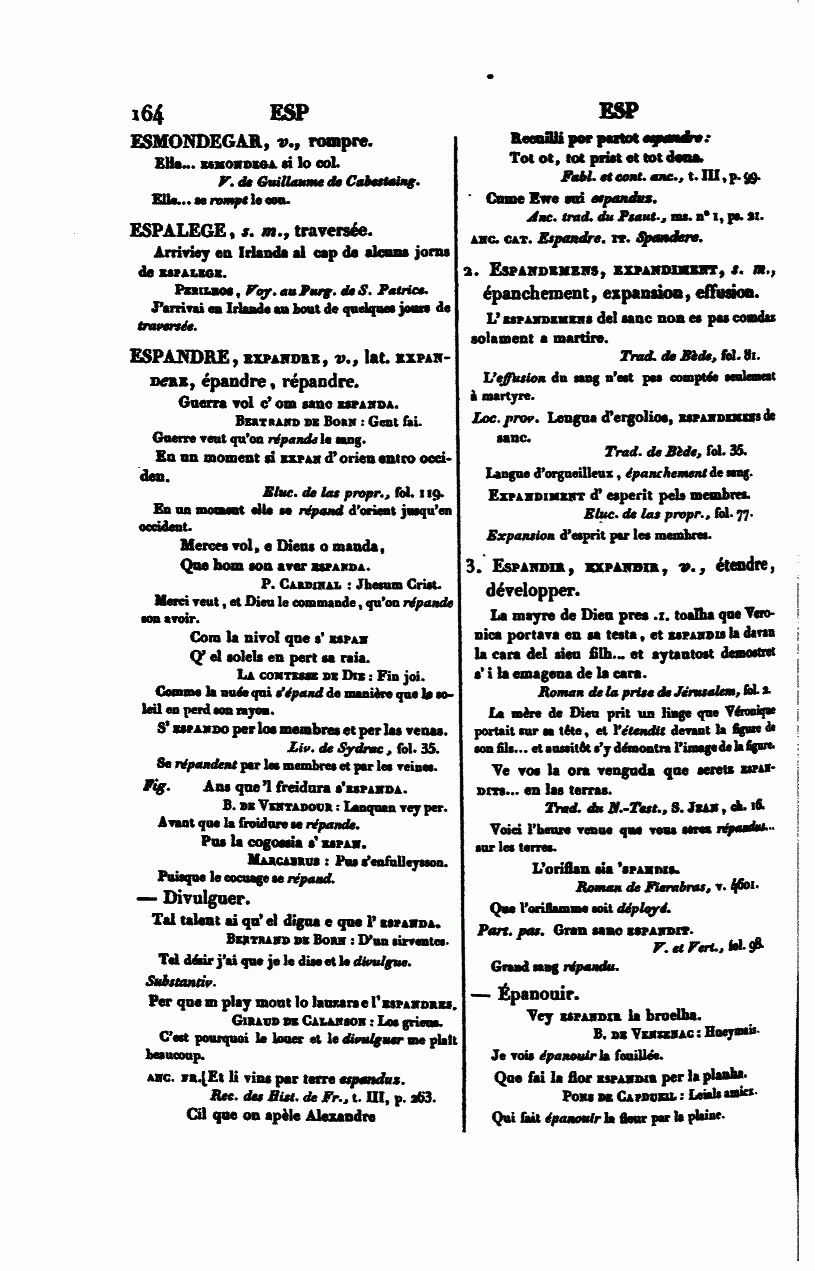 164 ESP
ESMONDEGAR, v., rompre.
Ella... ESMONDEGA si lo col.
V. de Guillaume de Cabestaing.
Elle... se rompt le cou.
ESPALEGE, s. m., traversée.
Arriviey en Irlanda al cap de alcuns jorns
de ESPALEGE.
PERILHOS, Voy. au Purg. de S. Patrice.
J'arrivai en Irlande au bout de quelques jours de
traversée.
ESPANDRE, EXPANDRE, v., lat. EXPAN-
DERE, épandre, répandre.
Guerra vol c' om sanc ESPANDA.
BERTRAND DE BORN : Gent fai.
Guerre veut qu'on répande le sang.
En un moment si EXPAN d' orien entro occi-
den.
Eluc. de las propr., fol. 119.
En un moment elle se répand d'orient jusqu'en
occident.
Merces vol, e Dieus o manda,
Que hom son aver ESPANDA.
P. CARDINAL : Jhesum Crist.
Merci veut, et Dieu le commande, qu'on répande
son avoir.
Com la nivol que s' ESPAN
Q' el solels en pert sa raia.
LA COMTESSE DE DIE : Fin joi.
Comme la nuée qui s'épand de manière que le so-
leil en perd son rayon.
S' ESPANDO per los membres et per las venas.
Liv. de Sydrac, fol. 35.
Se répandent par les membres et par les veines.
Fig. Ans que 'l freidura s'ESPANDA.
B. DE VENTADOUR : Lanquan vey per.
Avant que la froidure se répande.
Pus la cogossia s' ESPAN.
MARCABRUS : Pus s'enfulleysson.
Puisque le cocuage se répand.
— Divulguer.
Tal talent ai qu' el digua e que l' ESPANDA.
BERTRAND DE BORN : D'un sirventes.
Tel désir j'ai que je le dise et le divulgue.
Substantiv.
Per que m play mout lo lauzars e l' ESPANDRES.
GIRAUD DE CALANSON : Los griens.
C'est pourquoi le louer et le divulguer me plaît
beaucoup.
ANC. FR. Et li vins par terre espandus.
Rec. des Hist. de Fr., t. III, p. 263.
Cil que on apèle Alexandre
ESP
Recuilli por partot espandre :
Tot ot, tot prist et tot dona.
Fabl. et cont. anc., t. III, p. 99.
Cume Ewe sui espanduz.
Anc. trad. du Psaut., ms. n° 1, ps. 21.
ANC. CAT. Espandre. IT. Spandere.
2. ESPANDEMENS, EXPANDIMENT, s. m.,
épanchement, expansion, effusion.
L' ESPANDEMENS del sanc non es pas comdaz
solament a martire.
Trad. de Bède, fol. 81.
L'effusion du sang n'est pas comptée seulement
à martyre.
Loc. prov. Lengua d'ergolios, ESPANDEMENS de
sanc.
Trad. de Bède, fol. 35.
Langue d'orgueilleux, épanchement de sang.
EXPANDIMENT d' esperit pels membres.
Eluc. de las propr., fol. 77.
Expansion d'esprit par les membres.
3. ESPANDIR, EXPANDIR, v., étendre,
développer.
La mayre de Dieu pres .I. toalha que Vero-
nica portava en sa testa, et ESPANDIS la davan
la cara del sieu filh... et aytantost demostret
s' i la emagena de la cara.
Roman de la prise de Jérusalem, fol. 2.
La mère de Dieu prit un linge que Véronique
portait sur sa tête, et l'étendit devant la figure de
son fils... et aussitôt s'y démontra l'image de la figure.
Ve vos la ora venguda que seretz ESPAN-
DITS... en las terras.
Trad. du N.-Test., S. JEAN, ch. 16.
Voici l'heure venue que vous serez répandus...
sur les terres.
L'oriflan sia 'SPANDIS.
Roman de Fierabras, v. 4601.
Que l'oriflamme soit déployé.
Part. pas. Gran sanc ESPANDIT.
V. et Vert., fol. 98.
Grand sang répandu.
— Épanouir.
Vey ESPANDIR la bruelha.
B. DE VENZENAC : Hueymais.
Je vois épanouir la feuillée.
Que fai la flor ESPANDIR per la planha.
PONS DE CAPDUEIL : Leials amicx.
Qui fait épanouir la fleur par la plaine.